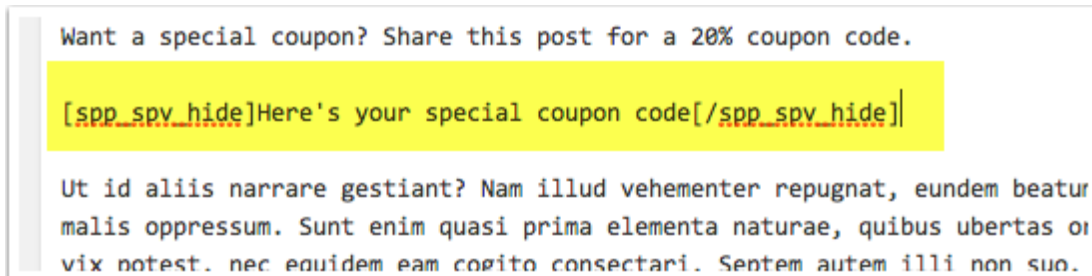 Want a special coupon? Share this post for a 20% coupon code.
[spp_spv_hide]Here's your special coupon code[/spp_spv_hide]
Ut id aliis narrare gestiant? Nam illud vehementer repugnat, eundem beatum
malis oppressum. Sunt enim quasi prima elementa naturae, quibus ubertas or
vix potest, nec equidem eam cogito consectari. Septem autem illi non suo,